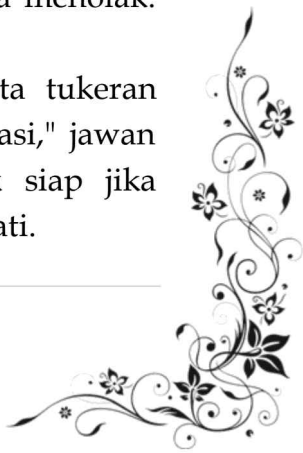 menolak.
ta tukeran
asi," jawan
siap jika
ati.